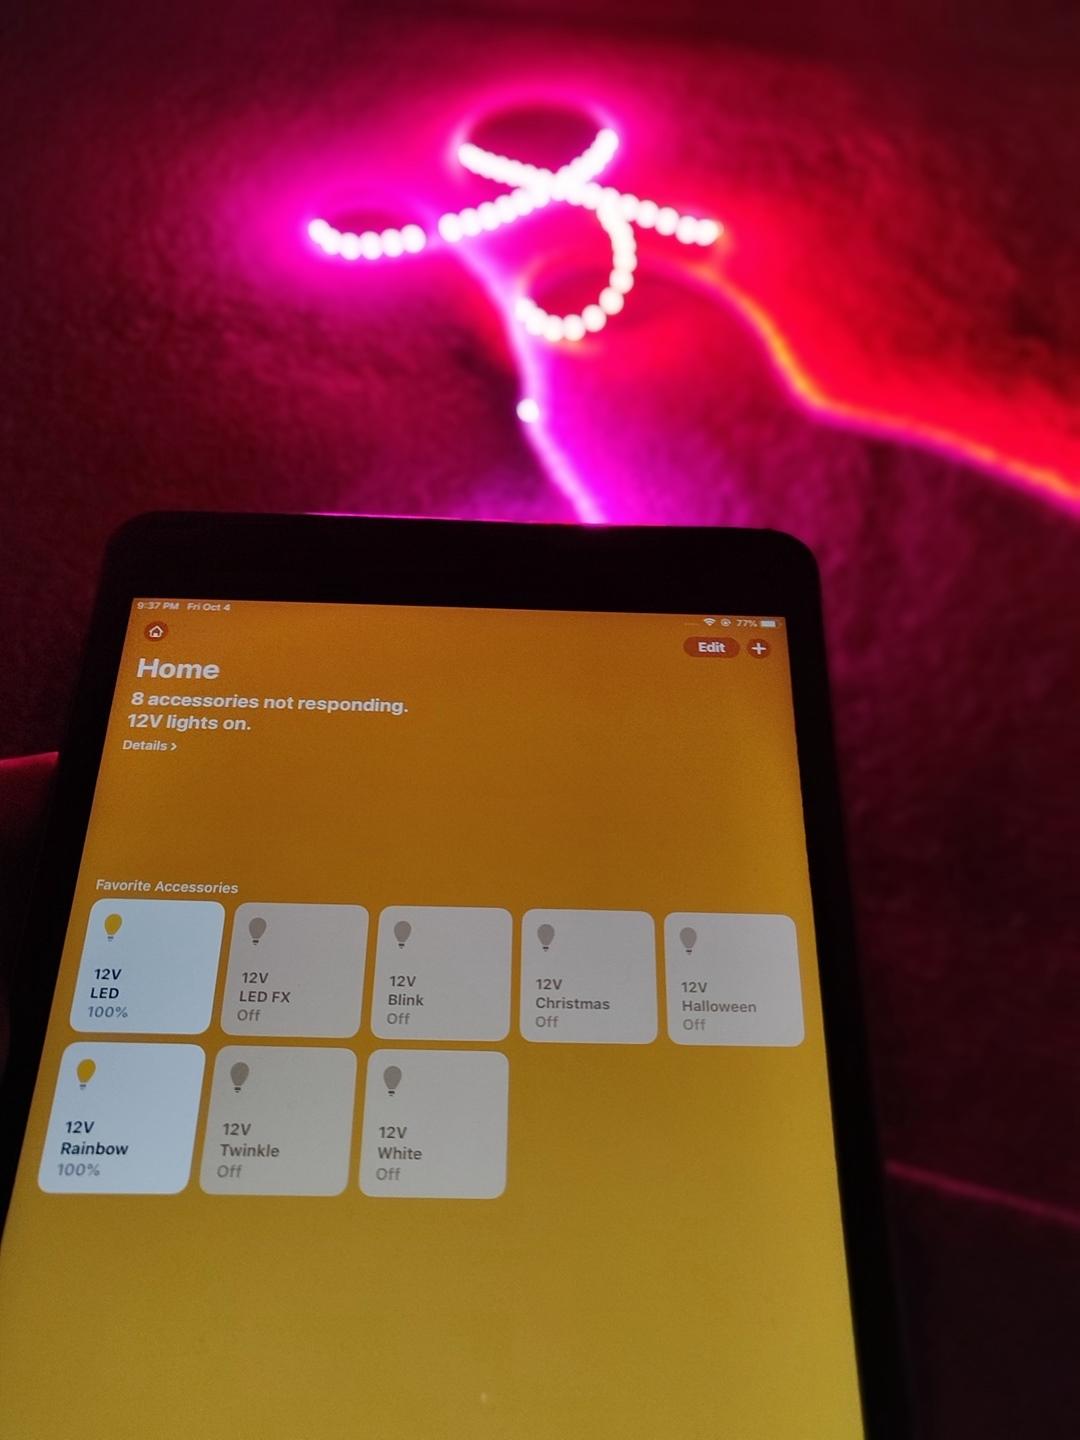 9:37 PM Fri Oct 4
77%
Edit
Home
8 accessories not responding.
12V lights on.
Details >
Favorite Accessories
12V
LED
100%
12V
LED FX
Off
12V
Blink
Off
12V
Christmas
Off
12V
Halloween
Off
12V
Rainbow
100%
12V
Twinkle
Off
12V
White
Off